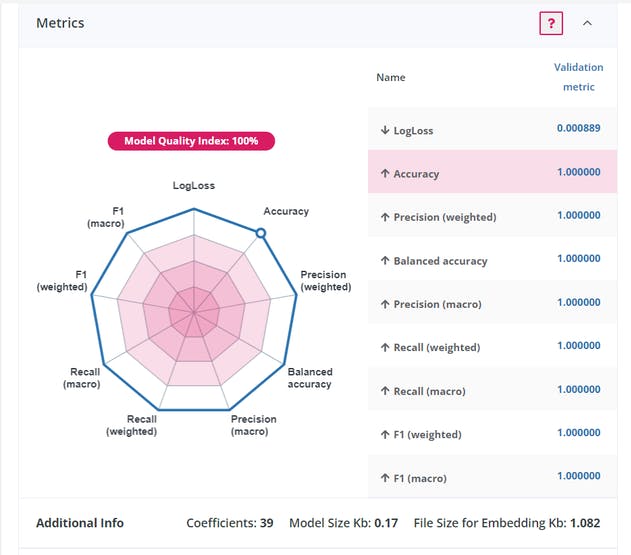 Metrics
?
Name
Validation
metric
Model Quality Index: 100%
LogLoss
Accuracy
Precision
(weighted)
Balanced
accuracy
Precision
(macro)
Recall
(weighted)
Recall
(macro)
F1
(weighted)
F1
(macro)
LogLoss 0.000889
Accuracy 1.000000
Precision (weighted) 1.000000
Balanced accuracy 1.000000
Precision (macro) 1.000000
Recall (weighted) 1.000000
Recall (macro) 1.000000
F1 (weighted) 1.000000
F1 (macro) 1.000000
Additional Info Coefficients: 39 Model Size Kb: 0.17 File Size for Embedding Kb: 1.082